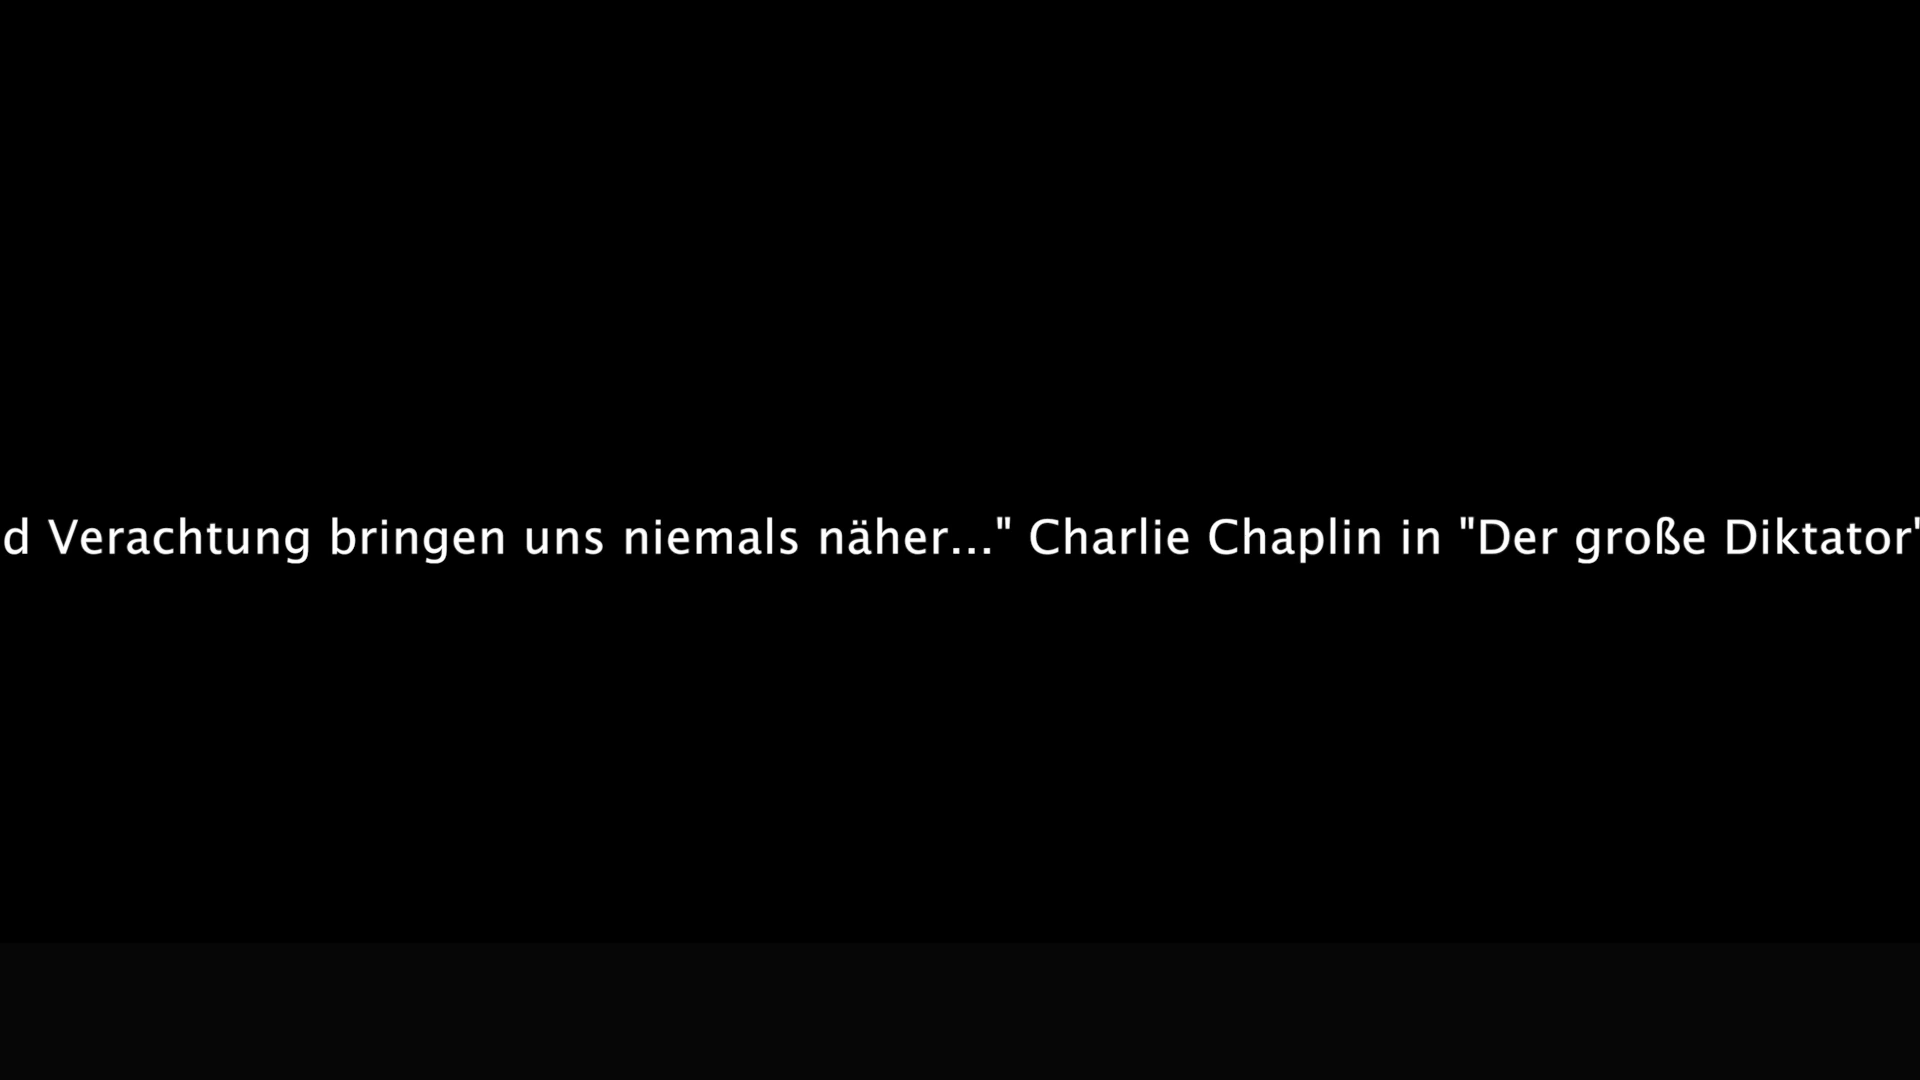 d Verachtung bringen uns niemals näher..." Charlie Chaplin in "Der große Diktator"